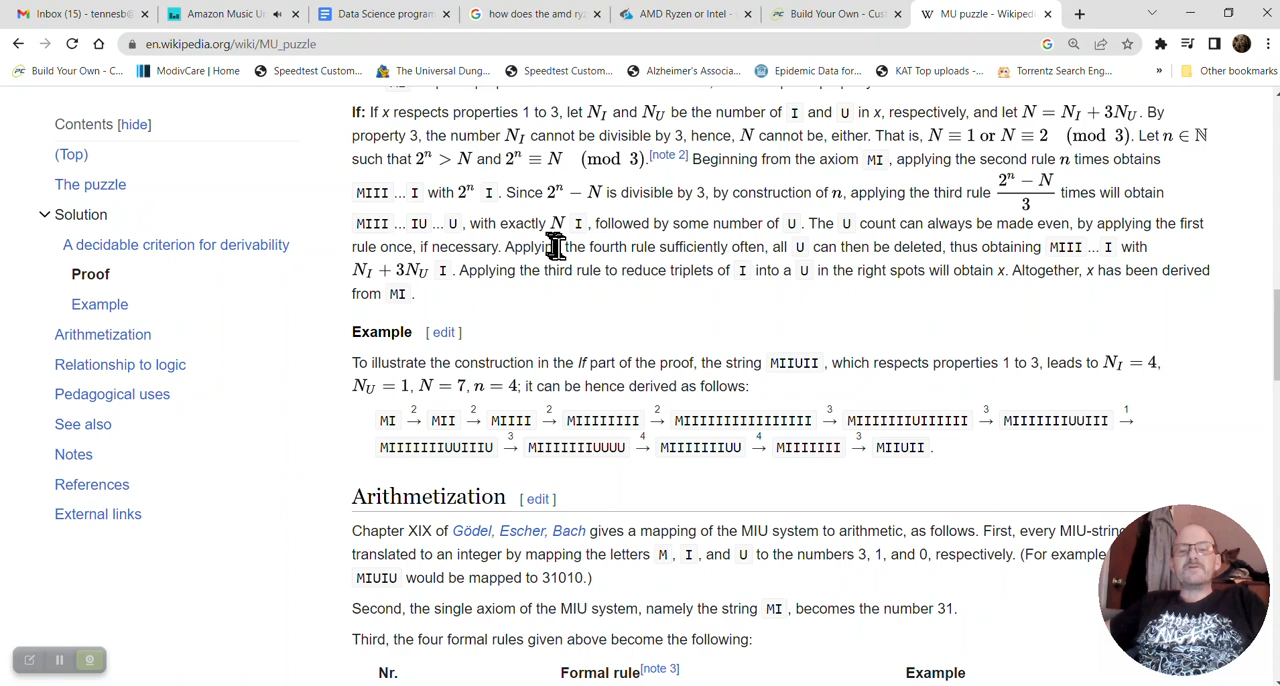 Inbox (17) - tennesb@
Amazon Music U
Data Science program
how does the amd ryz
AMD Ryzen or Intel -
Build Your Own - Cust
MU puzzle - Wikiped
en.wikipedia.org/wiki/MU_puzzle
Build Your Own - C...
ModivCare | Home
Speedtest Custom...
The Universal Dung...
Speedtest Custom...
Alzheimer's Associa...
Epidemic Data for...
KAT Top uploads -...
Torrentz Search Eng...
»
Other bookmarks
Contents [hide]
(Top)
The puzzle
Solution
A decidable criterion for derivability
Proof
Example
Arithmetization
Relationship to logic
Pedagogical uses
See also
Notes
References
External links
If: If x respects properties 1 to 3, let N_I and N_U be the number of I and U in x, respectively, and let N = N_I + 3N_U. By
property 3, the number N_I cannot be divisible by 3, hence, N cannot be, either. That is, N ≡ 1 or N ≡ 2 (mod 3). Let n ∈ ℕ
such that 2^n > N and 2^n ≡ N (mod 3).[note 2] Beginning from the axiom MI, applying the second rule n times obtains
MIII...I with 2^n I. Since 2^n − N is divisible by 3, by construction of n, applying the third rule (2^n − N)/3 times will obtain
MIII...IU...U, with exactly N I, followed by some number of U. The U count can always be made even, by applying the first
rule once, if necessary. Applying the fourth rule sufficiently often, all U can then be deleted, thus obtaining MIII...I with
N_I + 3N_U I. Applying the third rule to reduce triplets of I into a U in the right spots will obtain x. Altogether, x has been derived
from MI.
Example [ edit ]
To illustrate the construction in the If part of the proof, the string MIIUII, which respects properties 1 to 3, leads to N_I = 4,
N_U = 1, N = 7, n = 4; it can be hence derived as follows:
MI →2 MII →2 MIIII →2 MIIIIIIII →2 MIIIIIIIIIIIIIIII →3 MIIIIIIIUIIIIII →3 MIIIIIIIUUIII →1
MIIIIIIIUUIIIU →3 MIIIIIIIUUUU →4 MIIIIIIIUU →4 MIIIIIII →3 MIIUII.
Arithmetization [ edit ]
Chapter XIX of Gödel, Escher, Bach gives a mapping of the MIU system to arithmetic, as follows. First, every MIU-string
translated to an integer by mapping the letters M, I, and U to the numbers 3, 1, and 0, respectively. (For example
MIUIU would be mapped to 31010.)
Second, the single axiom of the MIU system, namely the string MI, becomes the number 31.
Third, the four formal rules given above become the following:
Nr. Formal rule[note 3] Example